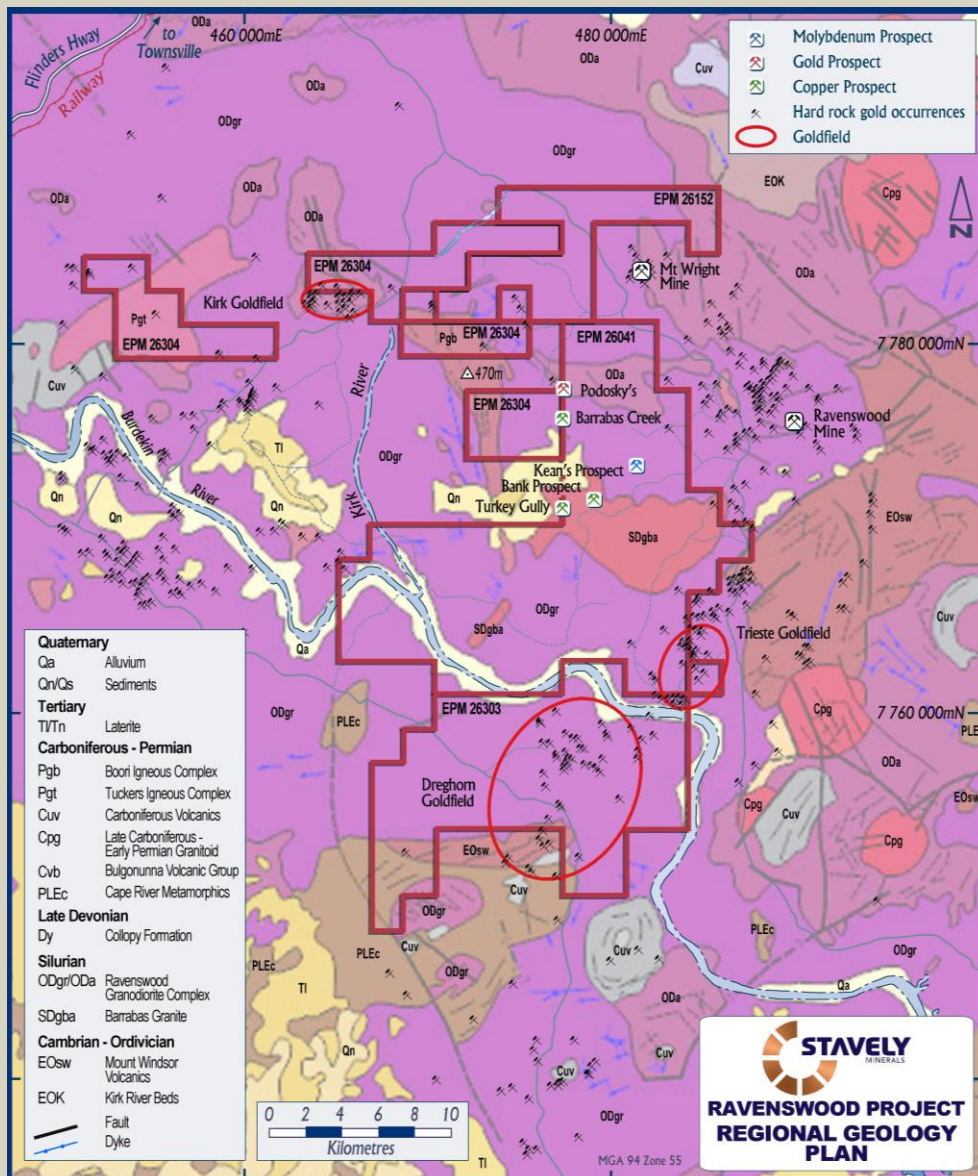 Flinders Hwy
Railway
to
Townsville
460 000mE
480 000 mE
Molybdenum Prospect
Gold Prospect
Copper Prospect
Hard rock gold occurrences
Goldfield
ODa
ODa
ODa
Cuv
ODgr
ODgr
EOK
Cpg
ODa
ODa
ODa
EPM 26152
N
EPM 26304
Mt Wright
Mine
ODa
Kirk Goldfield
Pgt
EPM 26304
Pgb
EPM 26304
EPM 26041
7 780 000mN
Cuv
470m
ODa
Podosky's
EPM 26304
Barrabas Creek
Ravenswood
Mine
Burdekin
River
River
Kirk
Tl
ODgr
Kean's Prospect
Bank Prospect
Turkey Gully
Qn
Qn
Qn
Qn
SDgba
EOsw
ODgr
SDgba
Qa
Cuv
Trieste Goldfield
ODgr
PLEc
EPM 26303
Cpg
7 760 000mN
PLEc
ODa
Dreghorn
Goldfield
Cpg
Cuv
EOsw
Cpg
EOsw
Cuv
ODgr
PLEc
Cuv
PLEc
Cuv
PLEc
ODgr
ODgr
Tl
ODa
Qa
Qn
Cuv
Cuv
ODgr
Quaternary
Qa Alluvium
Qn/Qs Sediments
Tertiary
Tl/Tn Laterite
Carboniferous - Permian
Pgb Boori Igneous Complex
Pgt Tuckers Igneous Complex
Cuv Carboniferous Volcanics
Cpg Late Carboniferous -
Early Permian Granitoid
Cvb Bulgonunna Volcanic Group
PLEc Cape River Metamorphics
Late Devonian
Dy Collopy Formation
Silurian
ODgr/ODa Ravenswood
Granodiorite Complex
SDgba Barrabas Granite
Cambrian - Ordivician
EOsw Mount Windsor
Volcanics
EOK Kirk River Beds
Fault
Dyke
0 2 4 6 8 10
Kilometres
MGA 94 Zone 55
STAVELY
MINERALS
RAVENSWOOD PROJECT
REGIONAL GEOLOGY
PLAN